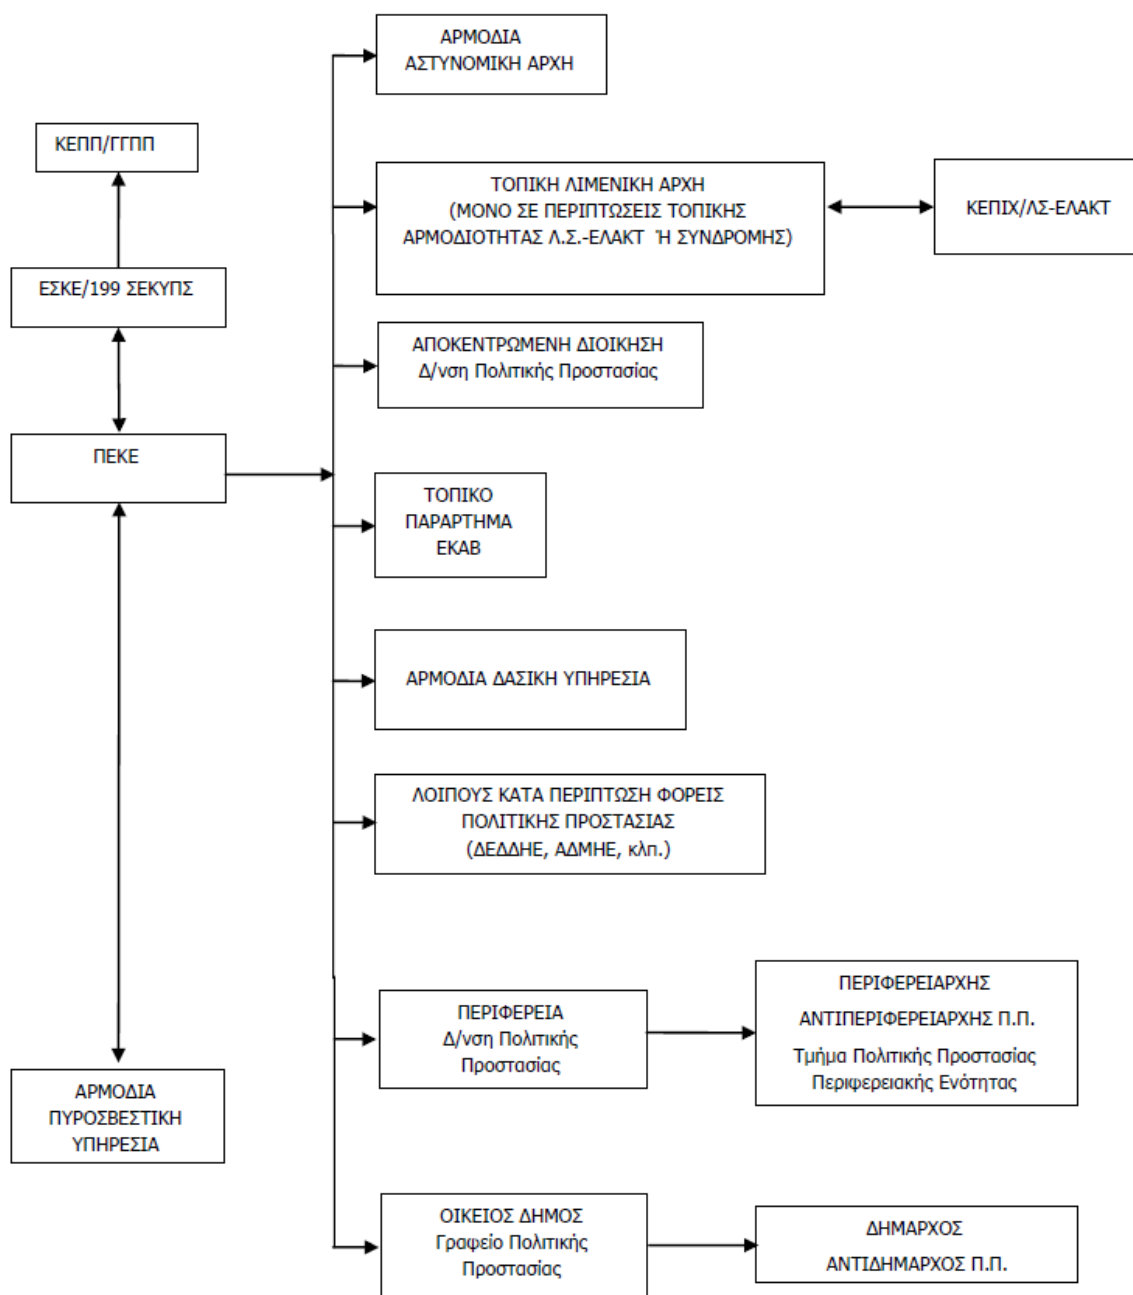 ΑΡΜΟΔΙΑ
ΑΣΤΥΝΟΜΙΚΗ ΑΡΧΗ
ΚΕΠΠ/ΓΓΠΠ
ΤΟΠΙΚΗ ΛΙΜΕΝΙΚΗ ΑΡΧΗ
(ΜΟΝΟ ΣΕ ΠΕΡΙΠΤΩΣΕΙΣ ΤΟΠΙΚΗΣ
ΑΡΜΟΔΙΟΤΗΤΑΣ Λ.Σ.-ΕΛΑΚΤ Ή ΣΥΝΔΡΟΜΗΣ)
ΚΕΠΙΧ/ΛΣ-ΕΛΑΚΤ
ΕΣΚΕ/199 ΣΕΚΥΠΣ
ΑΠΟΚΕΝΤΡΩΜΕΝΗ ΔΙΟΙΚΗΣΗ
Δ/νση Πολιτικής Προστασίας
ΠΕΚΕ
ΤΟΠΙΚΟ
ΠΑΡΑΡΤΗΜΑ
ΕΚΑΒ
ΑΡΜΟΔΙΑ ΔΑΣΙΚΗ ΥΠΗΡΕΣΙΑ
ΛΟΙΠΟΥΣ ΚΑΤΑ ΠΕΡΙΠΤΩΣΗ ΦΟΡΕΙΣ
ΠΟΛΙΤΙΚΗΣ ΠΡΟΣΤΑΣΙΑΣ
(ΔΕΔΔΗΕ, ΑΔΜΗΕ, κλπ.)
ΠΕΡΙΦΕΡΕΙΑ
Δ/νση Πολιτικής
Προστασίας
ΠΕΡΙΦΕΡΕΙΑΡΧΗΣ
ΑΝΤΙΠΕΡΙΦΕΡΕΙΑΡΧΗΣ Π.Π.
Τμήμα Πολιτικής Προστασίας
Περιφερειακής Ενότητας
ΑΡΜΟΔΙΑ
ΠΥΡΟΣΒΕΣΤΙΚΗ
ΥΠΗΡΕΣΙΑ
ΟΙΚΕΙΟΣ ΔΗΜΟΣ
Γραφείο Πολιτικής
Προστασίας
ΔΗΜΑΡΧΟΣ
ΑΝΤΙΔΗΜΑΡΧΟΣ Π.Π.